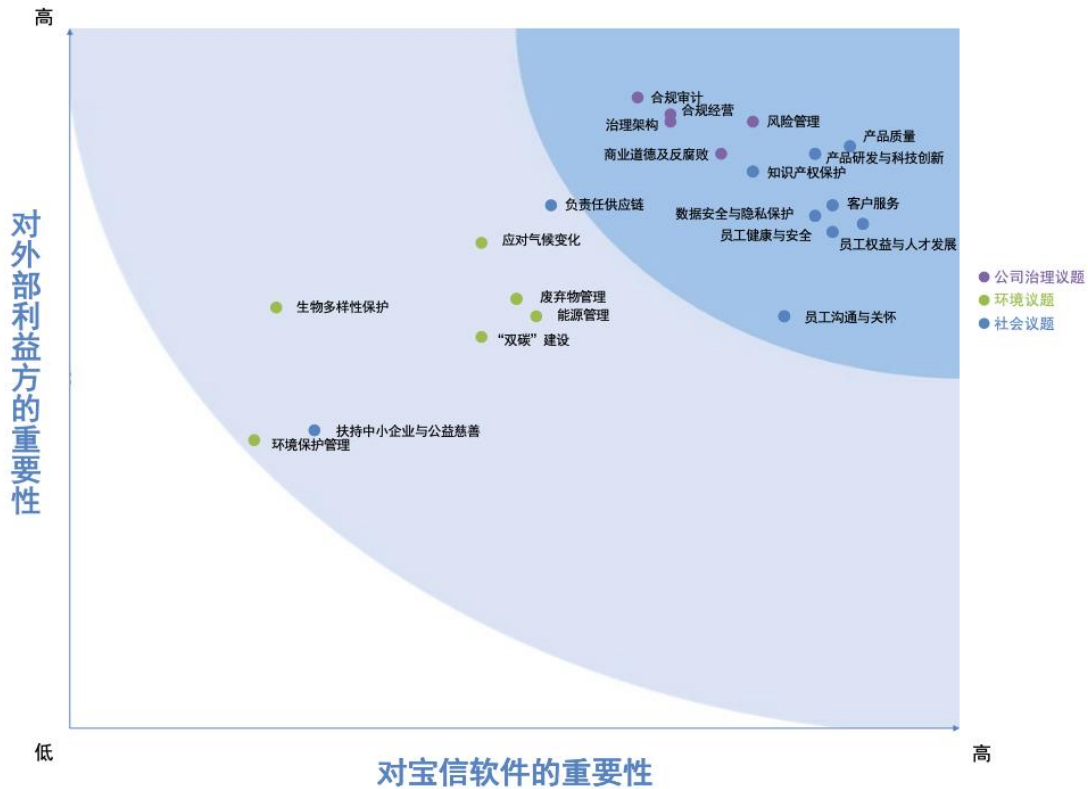 高
合规审计
合规经营
治理架构
风险管理
产品质量
商业道德及反腐败
产品研发与科技创新
知识产权保护
负责任供应链
客户服务
数据安全与隐私保护
员工健康与安全
员工权益与人才发展
应对气候变化
生物多样性保护
废弃物管理
能源管理
员工沟通与关怀
“双碳”建设
扶持中小企业与公益慈善
环境保护管理
对外部利益方的重要性
公司治理议题
环境议题
社会议题
低
高
对宝信软件的重要性